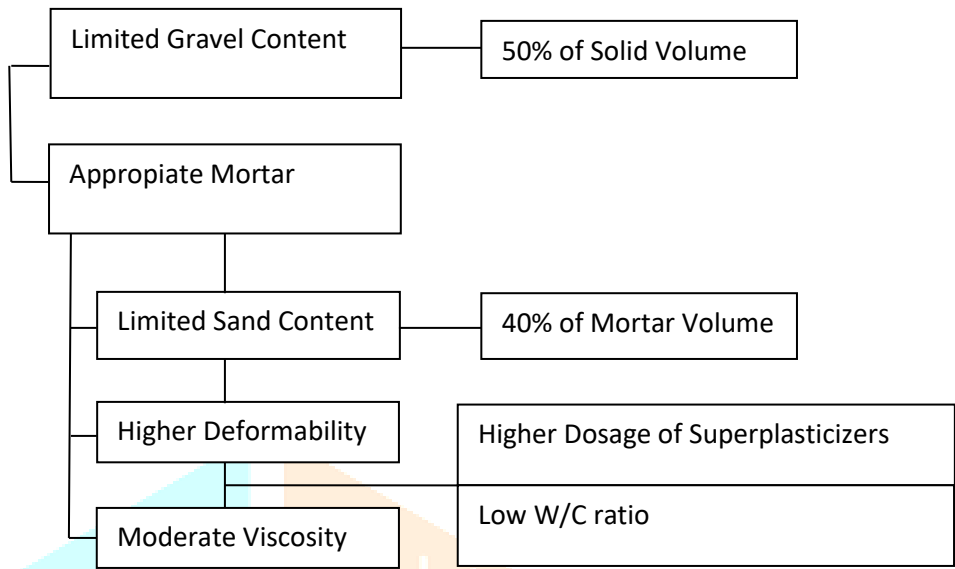 Limited Gravel Content
50% of Solid Volume
Appropiate Mortar
Limited Sand Content
40% of Mortar Volume
Higher Deformability
Higher Dosage of Superplasticizers
Low W/C ratio
Moderate Viscosity